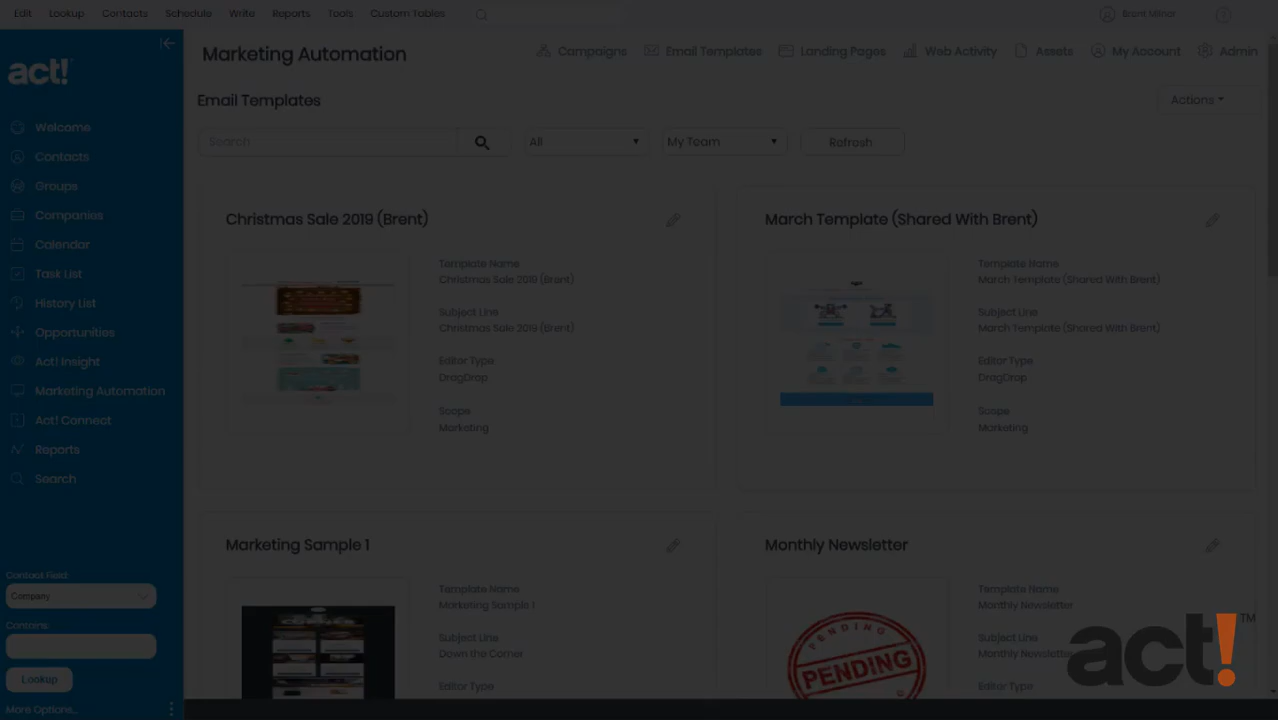 Edit Lookup Contacts Schedule Write Reports Tools Custom Tables Brent Milner ?
act!
Marketing Automation
Campaigns Email Templates Landing Pages Web Activity Assets My Account Admin
Email Templates
Actions
Search
All
My Team
Refresh
Welcome
Contacts
Groups
Companies
Calendar
Task List
History List
Opportunities
Act! Insight
Marketing Automation
Act! Connect
Reports
Search
Contact Field:
Company
Contains:
Lookup
More Options...
Christmas Sale 2019 (Brent)
Template Name
Christmas Sale 2019 (Brent)
Subject Line
Christmas Sale 2019 (Brent)
Editor Type
DragDrop
Scope
Marketing
March Template (Shared With Brent)
Template Name
March Template (Shared With Brent)
Subject Line
March Template (Shared With Brent)
Editor Type
DragDrop
Scope
Marketing
Marketing Sample 1
CORNER
Template Name
Marketing Sample 1
Subject Line
Down the Corner
Editor Type
Monthly Newsletter
PENDING
PENDING
Template Name
Monthly Newsletter
Subject Line
Monthly Newsletter
Editor Type
act!™